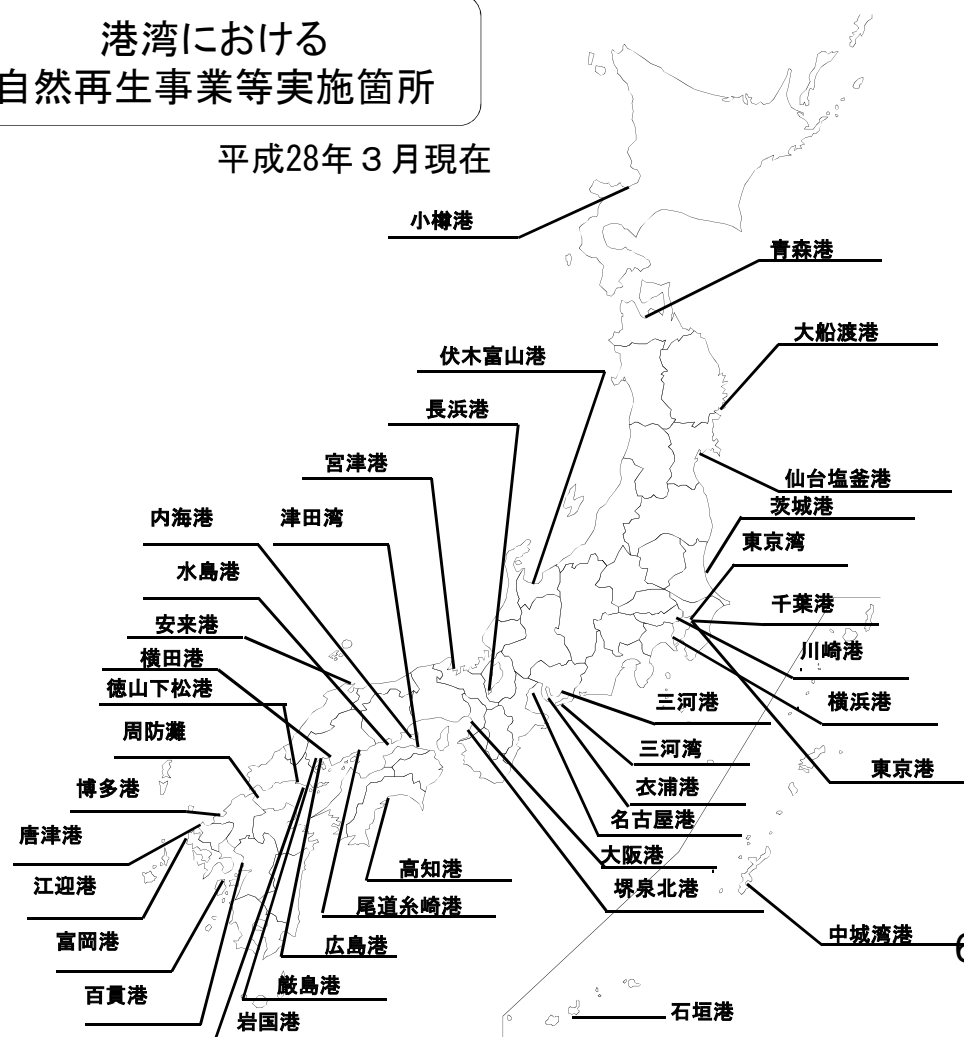 港湾における
自然再生事業等実施箇所
平成28年３月現在
小樽港
青森港
大船渡港
伏木富山港
長浜港
宮津港
仙台塩釜港
茨城港
内海港
津田湾
東京湾
水島港
千葉港
安来港
川崎港
横田港
徳山下松港
三河港
横浜港
周防灘
三河湾
東京港
博多港
衣浦港
名古屋港
唐津港
大阪港
高知港
江迎港
堺泉北港
尾道糸崎港
中城湾港
富岡港
広島港
厳島港
百貫港
石垣港
岩国港